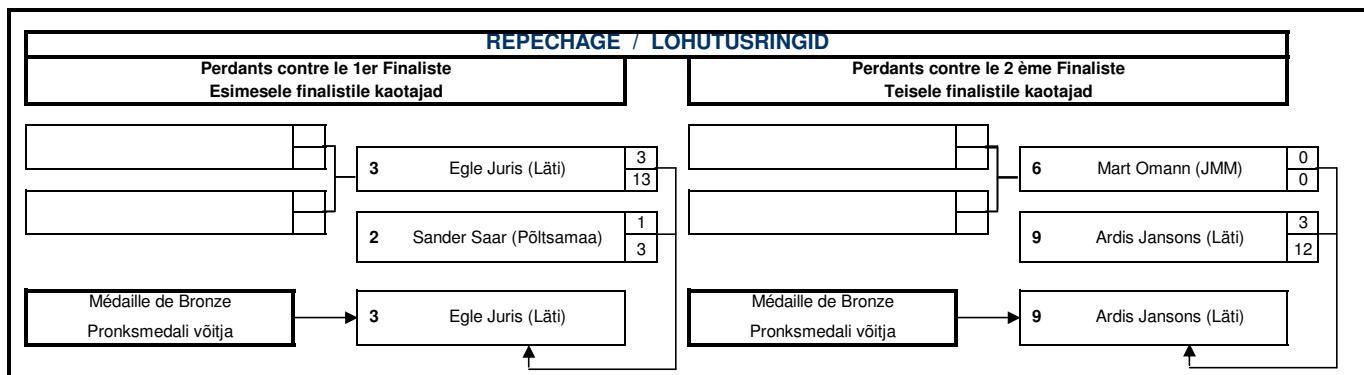 REPECHAGE / LOHUTUSRINGID
Perdants contre le 1er Finaliste
Esimesele finalistile kaotajad
Perdants contre le 2 ème Finaliste
Teisele finalistile kaotajad
3 Egle Juris (Läti) 3
13
2 Sander Saar (Põltsamaa) 1
3
6 Mart Omann (JMM) 0
0
9 Ardis Jansons (Läti) 3
12
Médaille de Bronze
Pronksmedali võitja
3 Egle Juris (Läti)
Médaille de Bronze
Pronksmedali võitja
9 Ardis Jansons (Läti)